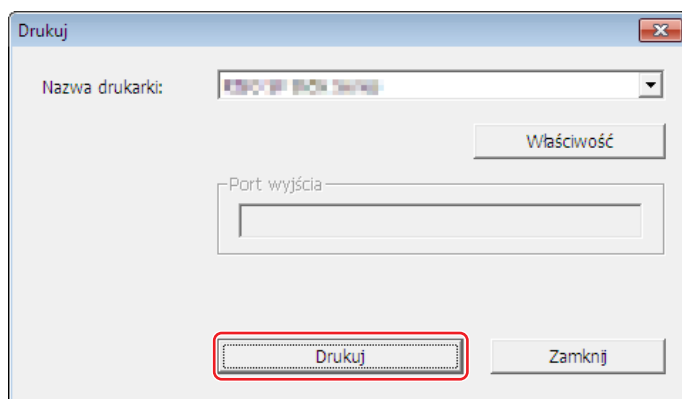 Drukuj
Nazwa drukarki:
Właściwość
Port wyjścia
Drukuj Zamknij